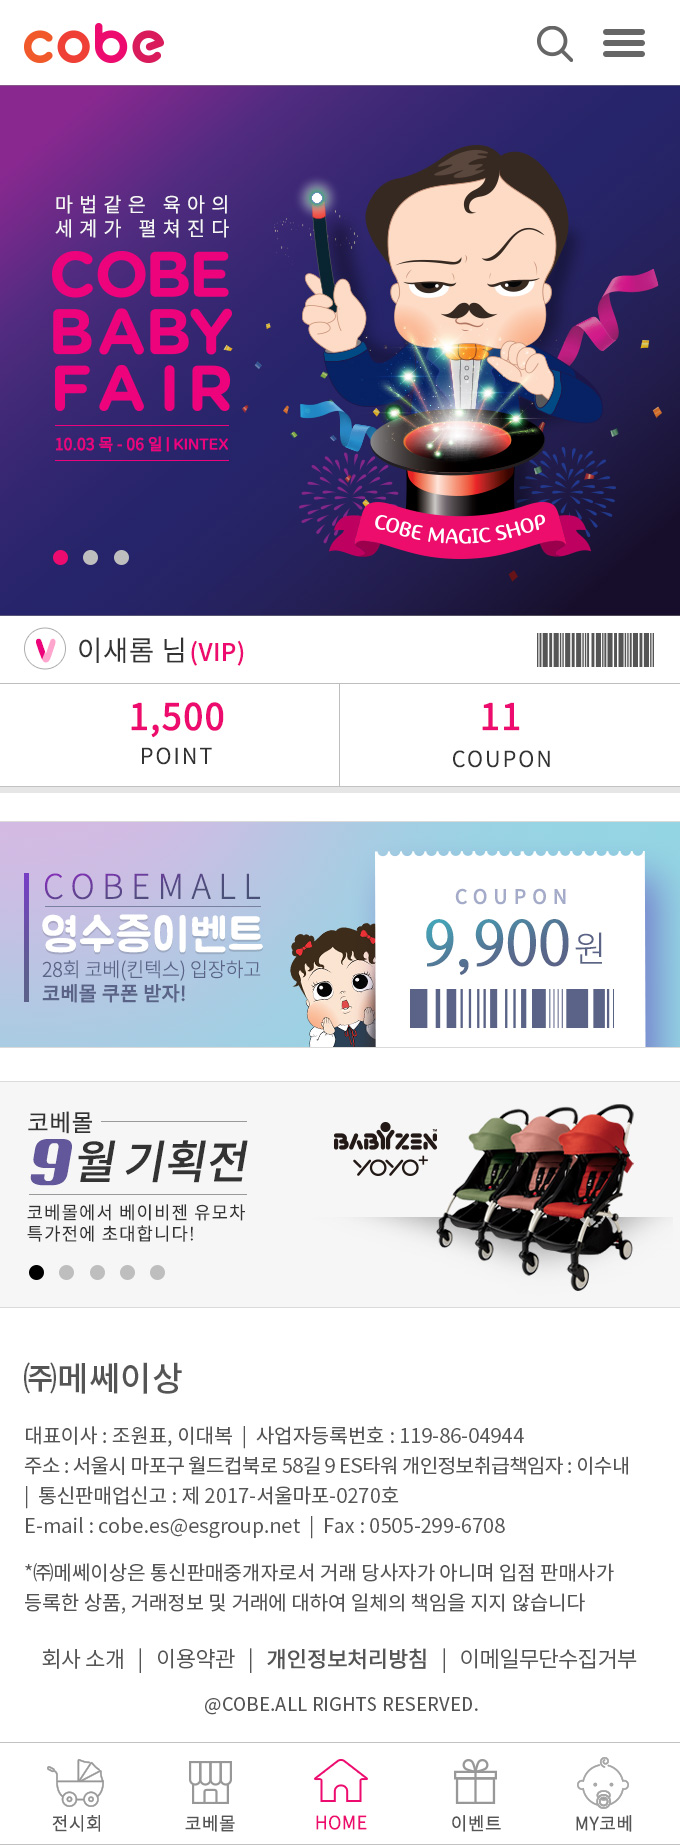 cobe
마법같은 육아의
세계가 펼쳐진다
COBE
BABY
FAIR
10.03 목 - 06 일 | KINTEX
COBE MAGIC SHOP
이새롬 님 (VIP)
1,500
POINT
11
COUPON
COBEMALL
영수증이벤트
28회 코베(킨텍스) 입장하고
코베몰 쿠폰 받자!
COUPON
9,900원
코베몰
9월 기획전
코베몰에서 베이비젠 유모차
특가전에 초대합니다!
BABYZEN™
YOYO+
㈜메쎄이상
대표이사 : 조원표, 이대복 | 사업자등록번호 : 119-86-04944
주소 : 서울시 마포구 월드컵북로 58길 9 ES타워 개인정보취급책임자 : 이수내
| 통신판매업신고 : 제 2017-서울마포-0270호
E-mail : cobe.es@esgroup.net | Fax : 0505-299-6708
*㈜메쎄이상은 통신판매중개자로서 거래 당사자가 아니며 입점 판매사가
등록한 상품, 거래정보 및 거래에 대하여 일체의 책임을 지지 않습니다
회사 소개 | 이용약관 | 개인정보처리방침 | 이메일무단수집거부
@COBE.ALL RIGHTS RESERVED.
전시회
코베몰
HOME
이벤트
MY코베